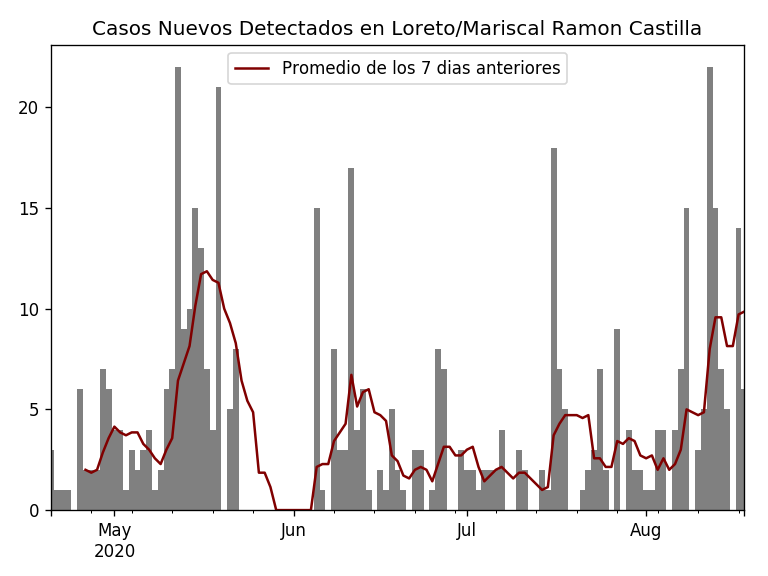 Casos Nuevos Detectados en Loreto/Mariscal Ramon Castilla
Promedio de los 7 dias anteriores
20
15
10
5
0
May Jun Jul Aug
2020